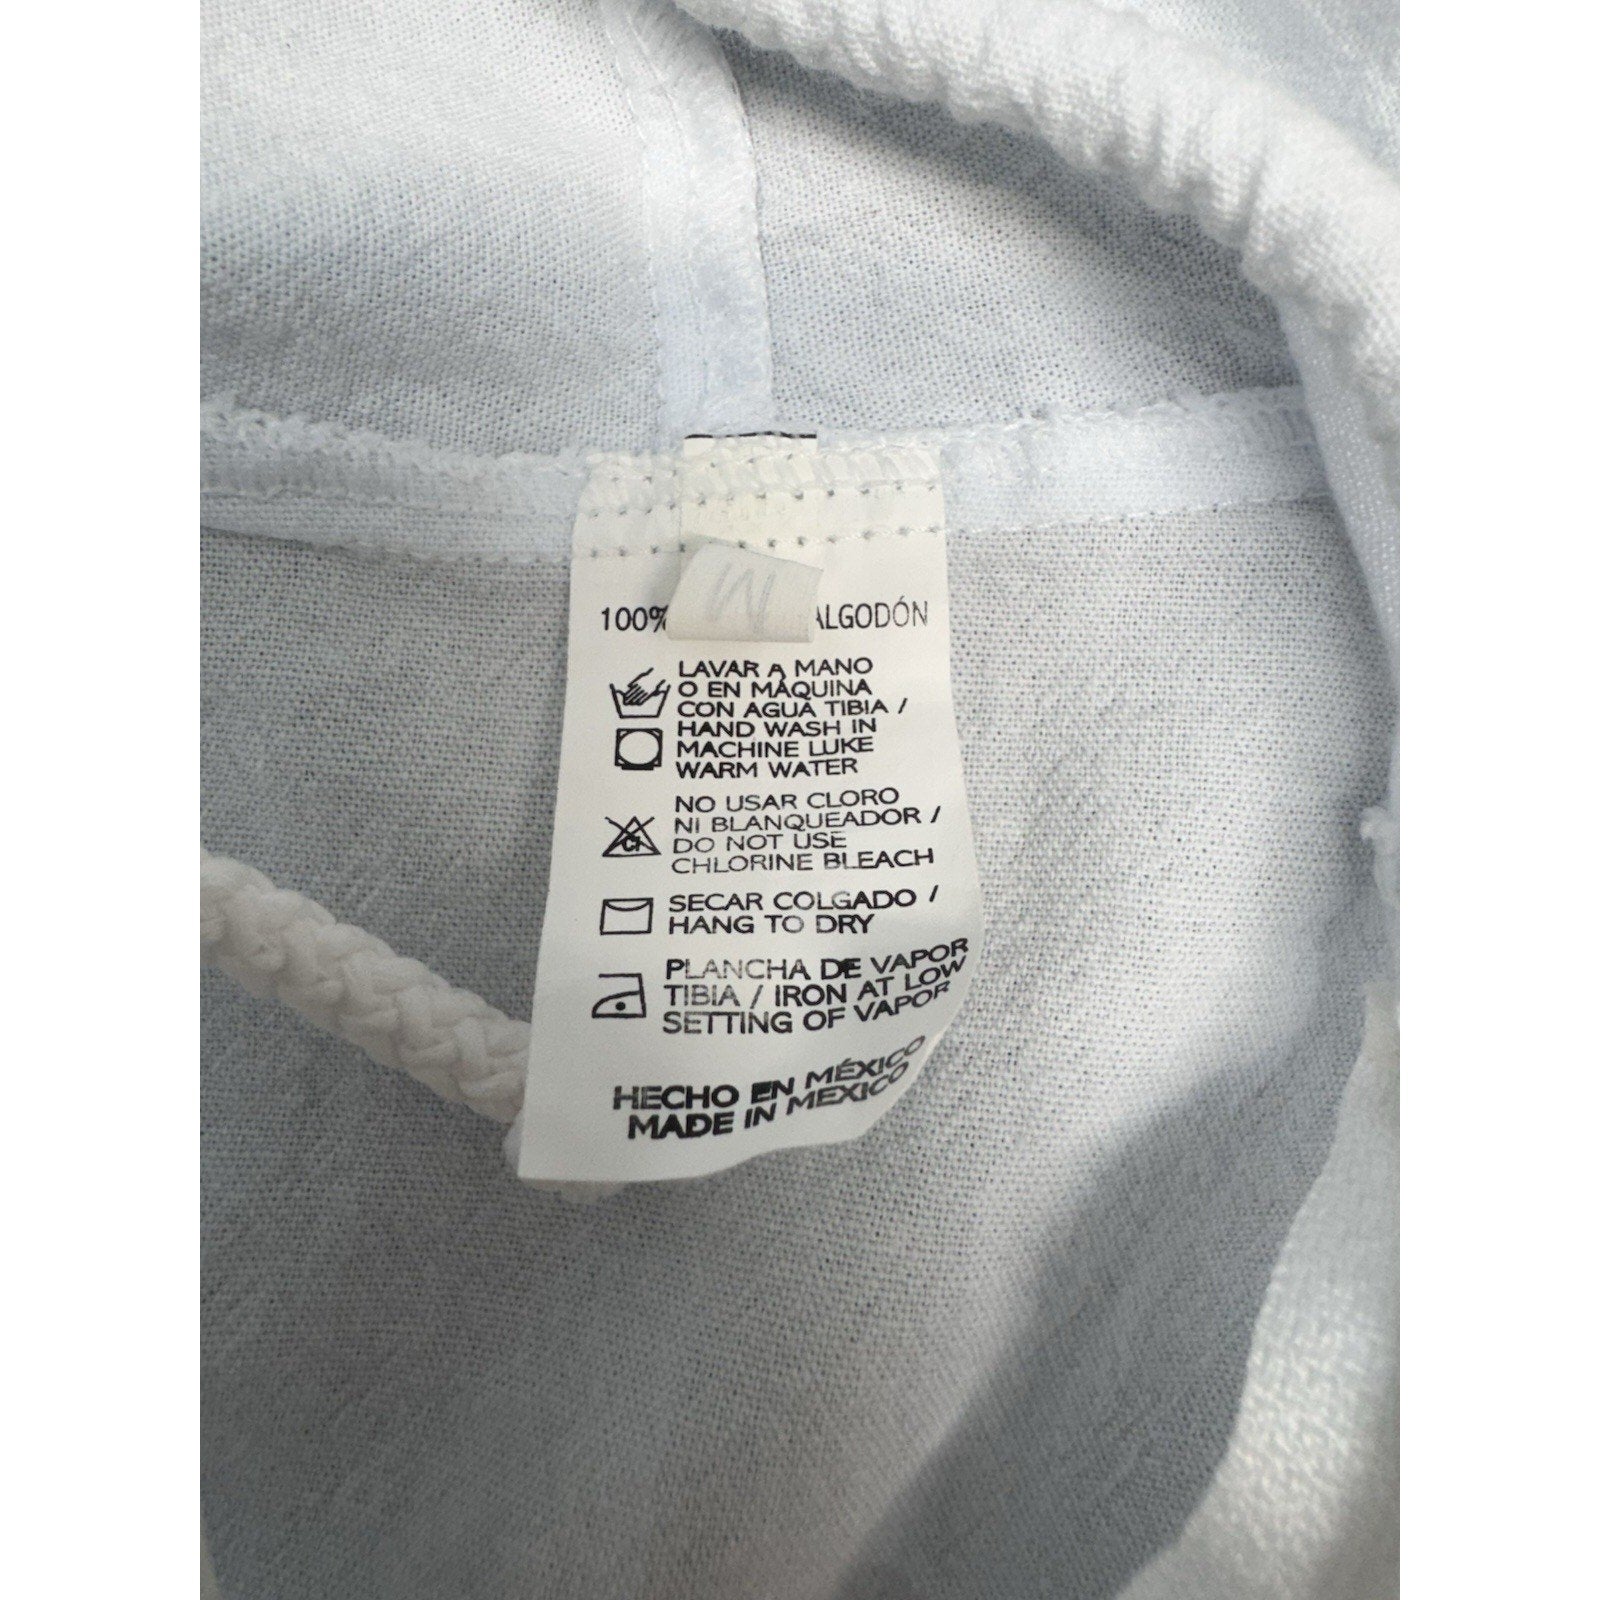 M
100% ALGODÓN
LAVAR A MANO
O EN MÁQUINA
CON AGUA TIBIA /
HAND WASH IN
MACHINE LUKE
WARM WATER
NO USAR CLORO
NI BLANQUEADOR /
DO NOT USE
CHLORINE BLEACH
Cl
SECAR COLGADO /
HANG TO DRY
PLANCHA DE VAPOR
TIBIA / IRON AT LOW
SETTING OF VAPOR
HECHO EN MÉXICO
MADE IN MEXICO